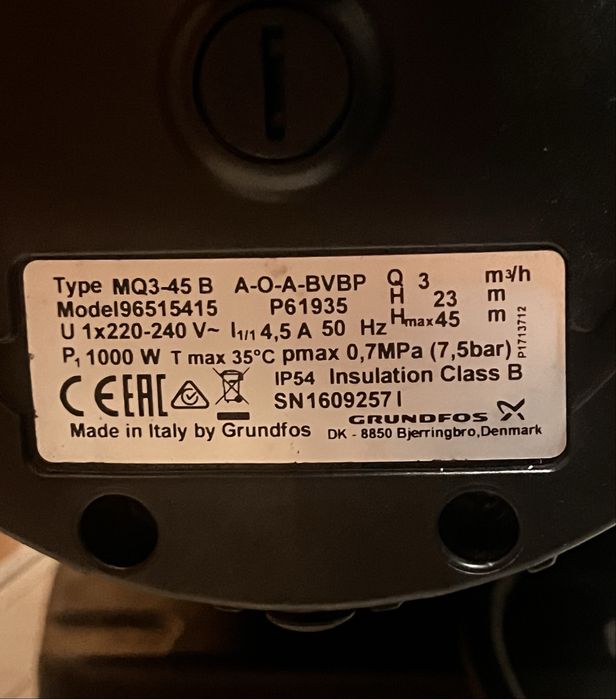 Type MQ3-45 B A-O-A-BVBP Q 3 m³/h
Model96515415 P61935 H 23 m
U 1x220-240 V~ I1/1 4,5 A 50 Hz Hmax45 m
P1 1000 W T max 35°C pmax 0,7MPa (7,5bar)
P1713712
CE EAC IP54 Insulation Class B
SN1609257I
GRUNDFOS X
Made in Italy by Grundfos DK - 8850 Bjerringbro,Denmark